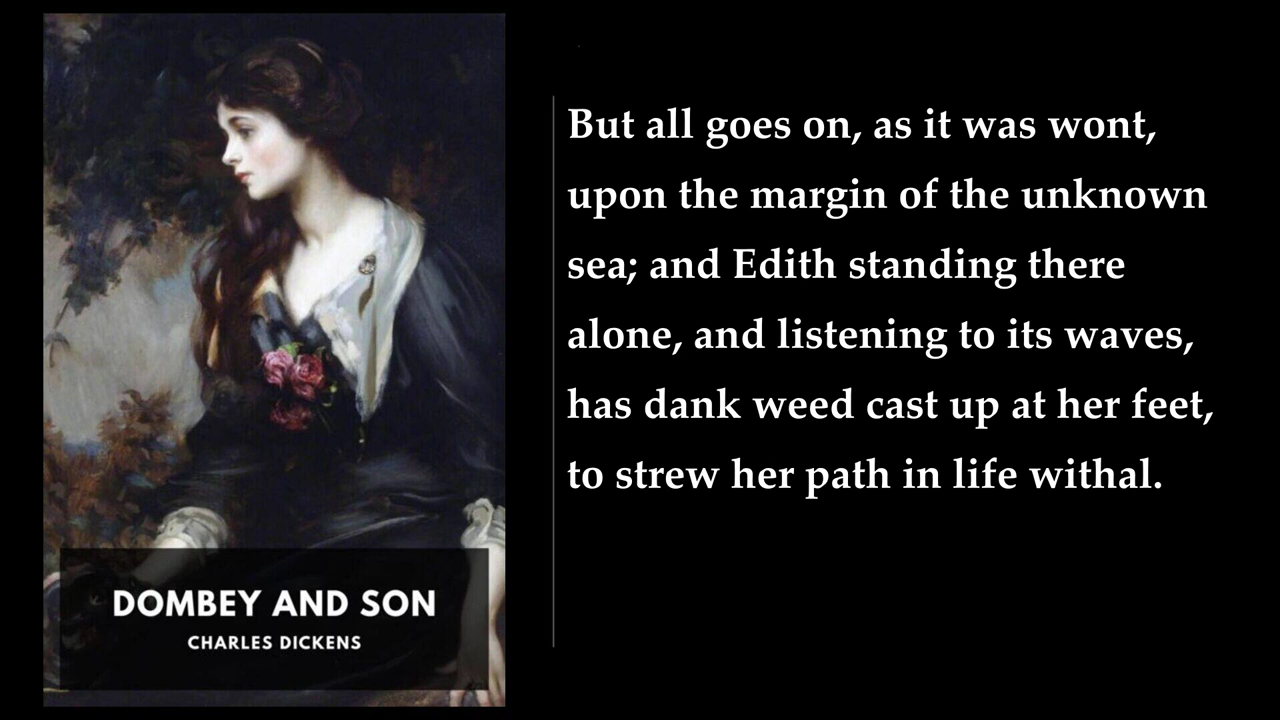 But all goes on, as it was wont,
upon the margin of the unknown
sea; and Edith standing there
alone, and listening to its waves,
has dank weed cast up at her feet,
to strew her path in life withal.
DOMBEY AND SON
CHARLES DICKENS